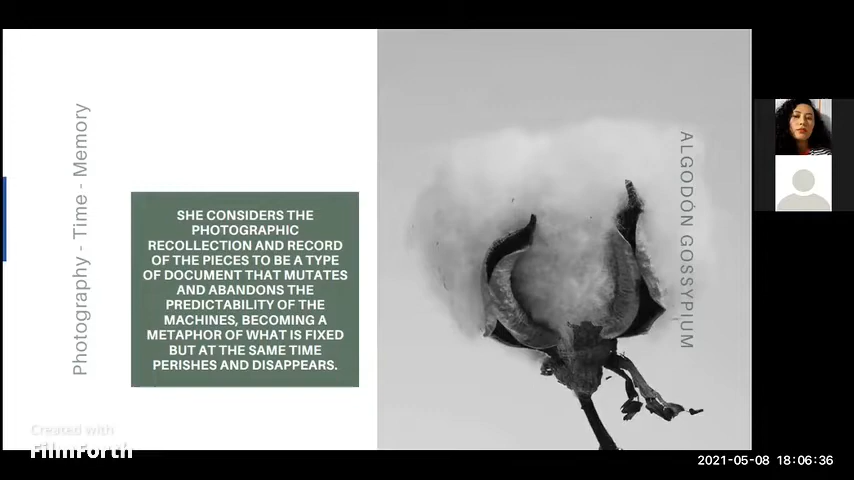 Photography - Time - Memory
SHE CONSIDERS THE
PHOTOGRAPHIC
RECOLLECTION AND RECORD
OF THE PIECES TO BE A TYPE
OF DOCUMENT THAT MUTATES
AND ABANDONS THE
PREDICTABILITY OF THE
MACHINES, BECOMING A
METAPHOR OF WHAT IS FIXED
BUT AT THE SAME TIME
PERISHES AND DISAPPEARS.
ALGODÓN GOSSYPIUM
Created with
FilmForth
2021-05-08 18:06:36